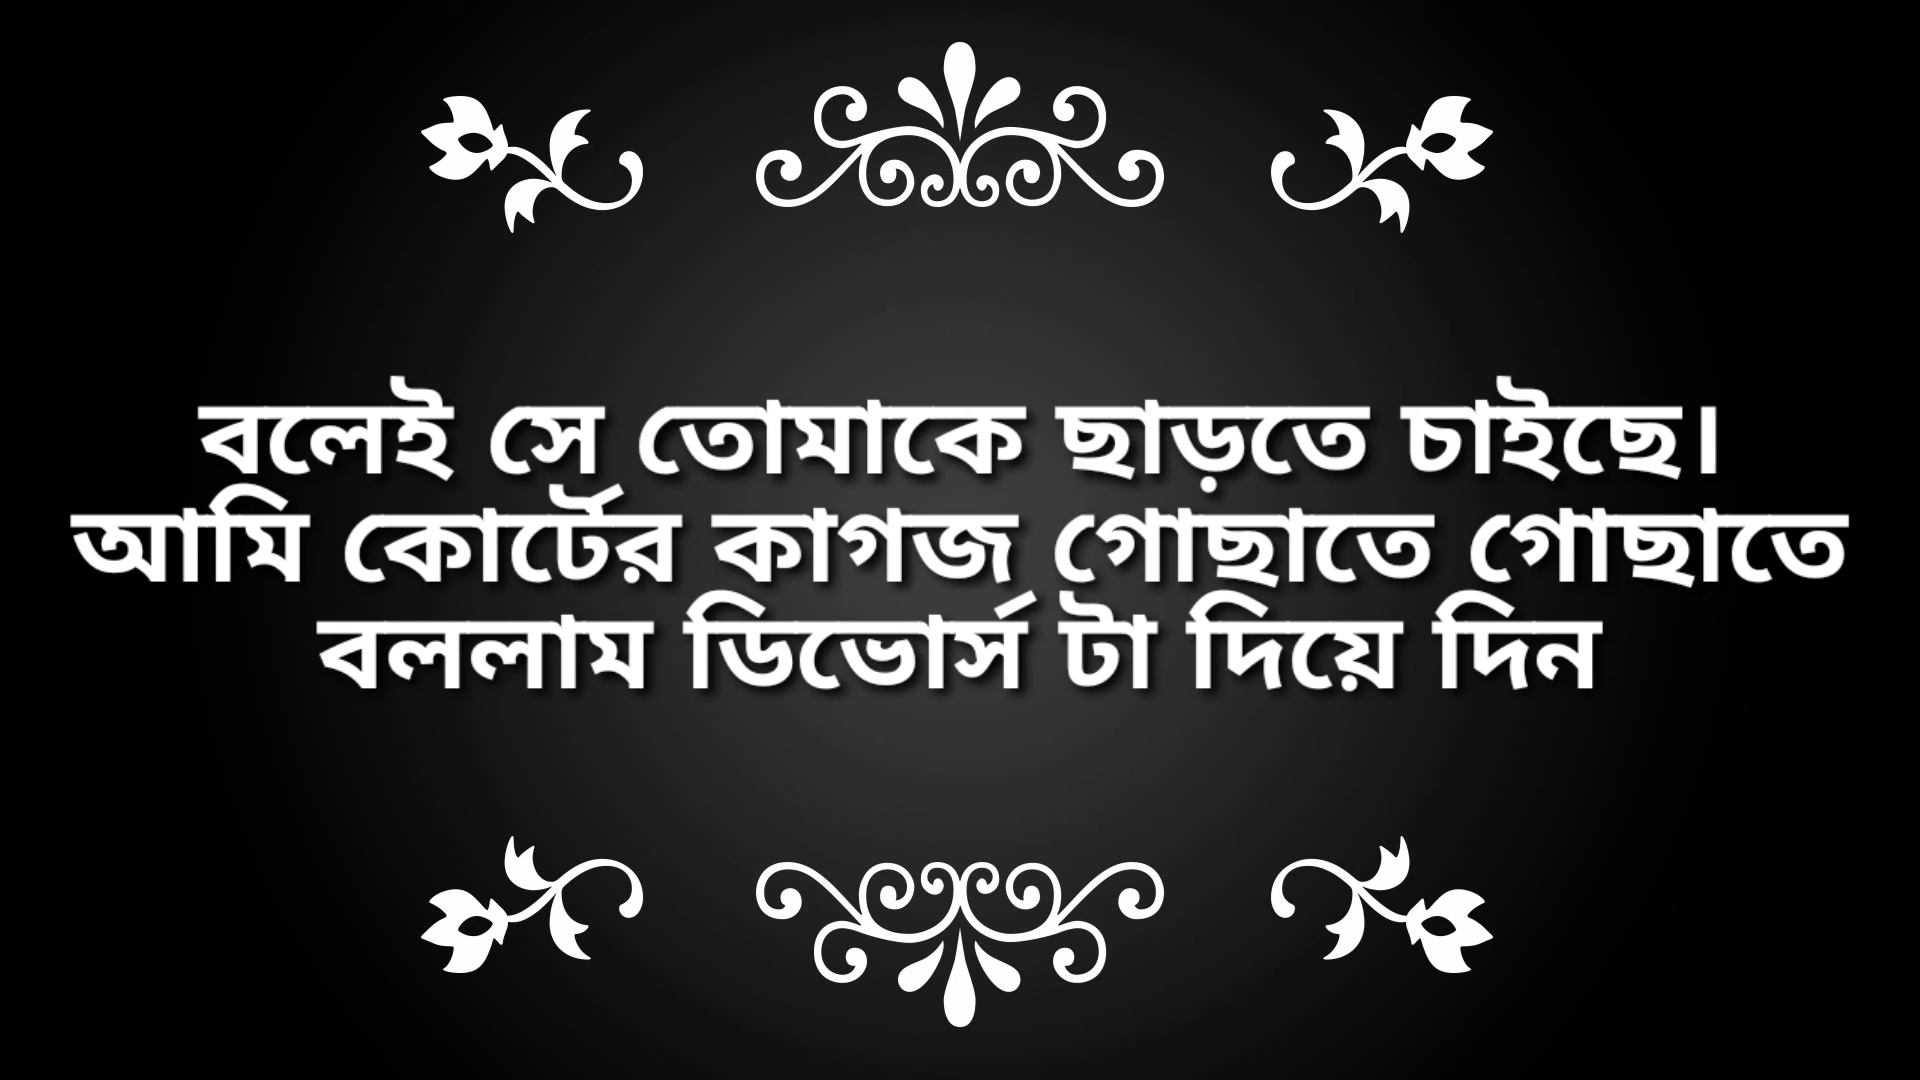 বলেই সে তোমাকে ছাড়তে চাইছে।
আমি কোর্টের কাগজ গোছাতে গোছাতে
বললাম ডিভোর্স টা দিয়ে দিন